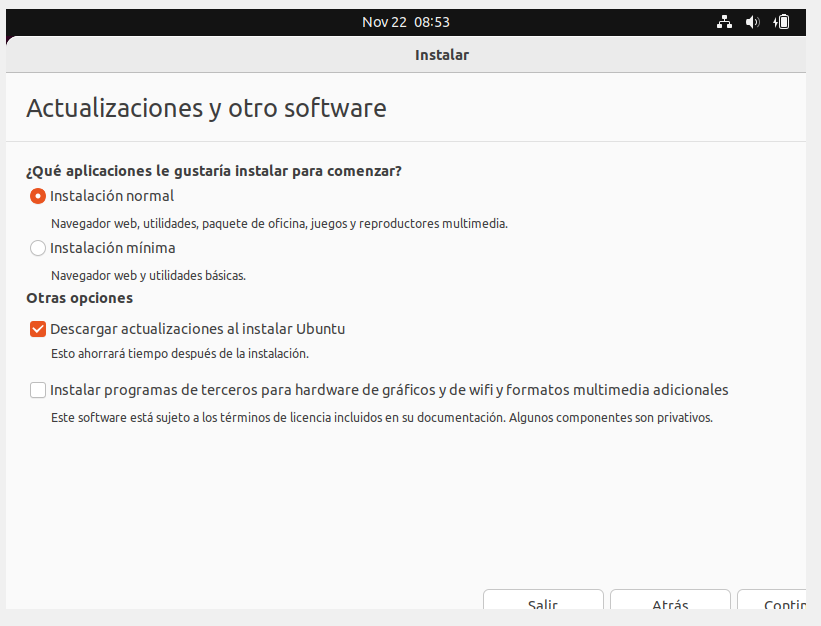 Nov 22 08:53
Instalar
Actualizaciones y otro software
¿Qué aplicaciones le gustaría instalar para comenzar?
Instalación normal
Navegador web, utilidades, paquete de oficina, juegos y reproductores multimedia.
Instalación mínima
Navegador web y utilidades básicas.
Otras opciones
Descargar actualizaciones al instalar Ubuntu
Esto ahorrará tiempo después de la instalación.
Instalar programas de terceros para hardware de gráficos y de wifi y formatos multimedia adicionales
Este software está sujeto a los términos de licencia incluidos en su documentación. Algunos componentes son privativos.
Salir Atrás Contin